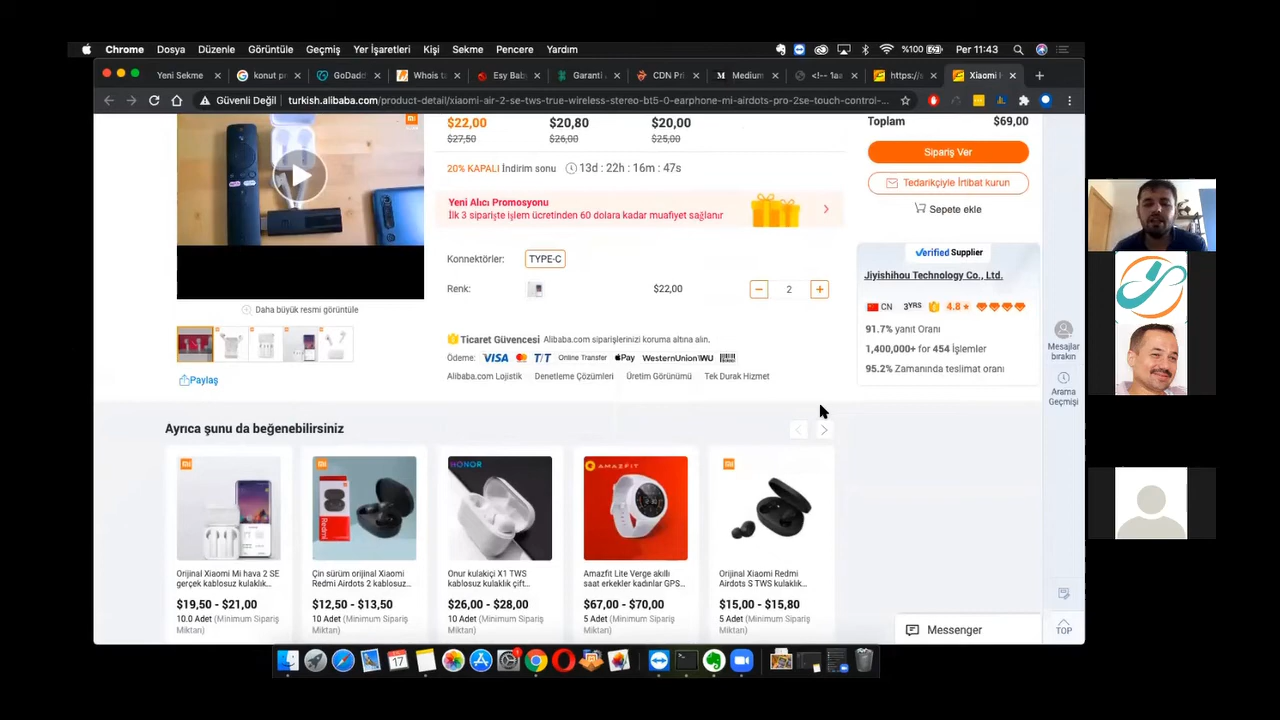 Chrome Dosya Düzenle Görüntüle Geçmiş Yer İşaretleri Kişi Sekme Pencere Yardım %100 Per 11:43
Yeni Sekme konut p GoDadd Whois ta Esy Bab Garanti CDN Pri Medium <!-- 1aa https://s Xiaomi
Güvenli Değil turkish.alibaba.com/product-detail/xiaomi-air-2-se-tws-true-wireless-stereo-bt5-0-earphone-mi-airdots-pro-2se-touch-control-...
$22,00 $20,80 $20,00
$27,50 $26,00 $25,00
20% KAPALI İndirim sonu 13d : 22h : 16m : 47s
Yeni Alıcı Promosyonu
İlk 3 siparişte işlem ücretinden 60 dolara kadar muafiyet sağlanır
Konnektörler: TYPE-C
Renk: $22,00 − 2 +
Daha büyük resmi görüntüle
Ticaret Güvencesi Alibaba.com siparişlerinizi koruma altına alın.
Ödeme: VISA T/T Online Transfer Pay WesternUnion WU
Alibaba.com Lojistik Denetleme Çözümleri Üretim Görünümü Tek Durak Hizmet
Paylaş
Toplam $69,00
Sipariş Ver
Tedarikçiyle İrtibat kurun
Sepete ekle
Verified Supplier
Jiyishihou Technology Co., Ltd.
CN 3YRS 4.8
91.7% yanıt Oranı
1,400,000+ for 454 İşlemler
95.2% Zamanında teslimat oranı
Mesajlar
bırakın
Arama
Geçmişi
Ayrıca şunu da beğenebilirsiniz
HONOR AMAZFIT
Redmi
Orijinal Xiaomi Mi hava 2 SE
gerçek kablosuz kulaklık...
$19,50 - $21,00
10.0 Adet (Minimum Sipariş
Miktarı)
Çin sürüm original Xiaomi
Redmi Airdots 2 kablosuz...
$12,50 - $13,50
10 Adet (Minimum Sipariş
Miktarı)
Onur kulakiçi X1 TWS
kablosuz kulaklık çift...
$26,00 - $28,00
10 Adet (Minimum Sipariş
Miktarı)
Amazfit Lite Verge akıllı
saat erkekler kadınlar GPS...
$67,00 - $70,00
5 Adet (Minimum Sipariş
Miktarı)
Orijinal Xiaomi Redmi
Airdots S TWS kulaklık...
$15,00 - $15,80
5 Adet (Minimum Sipariş
Miktarı)
Messenger
TOP
17